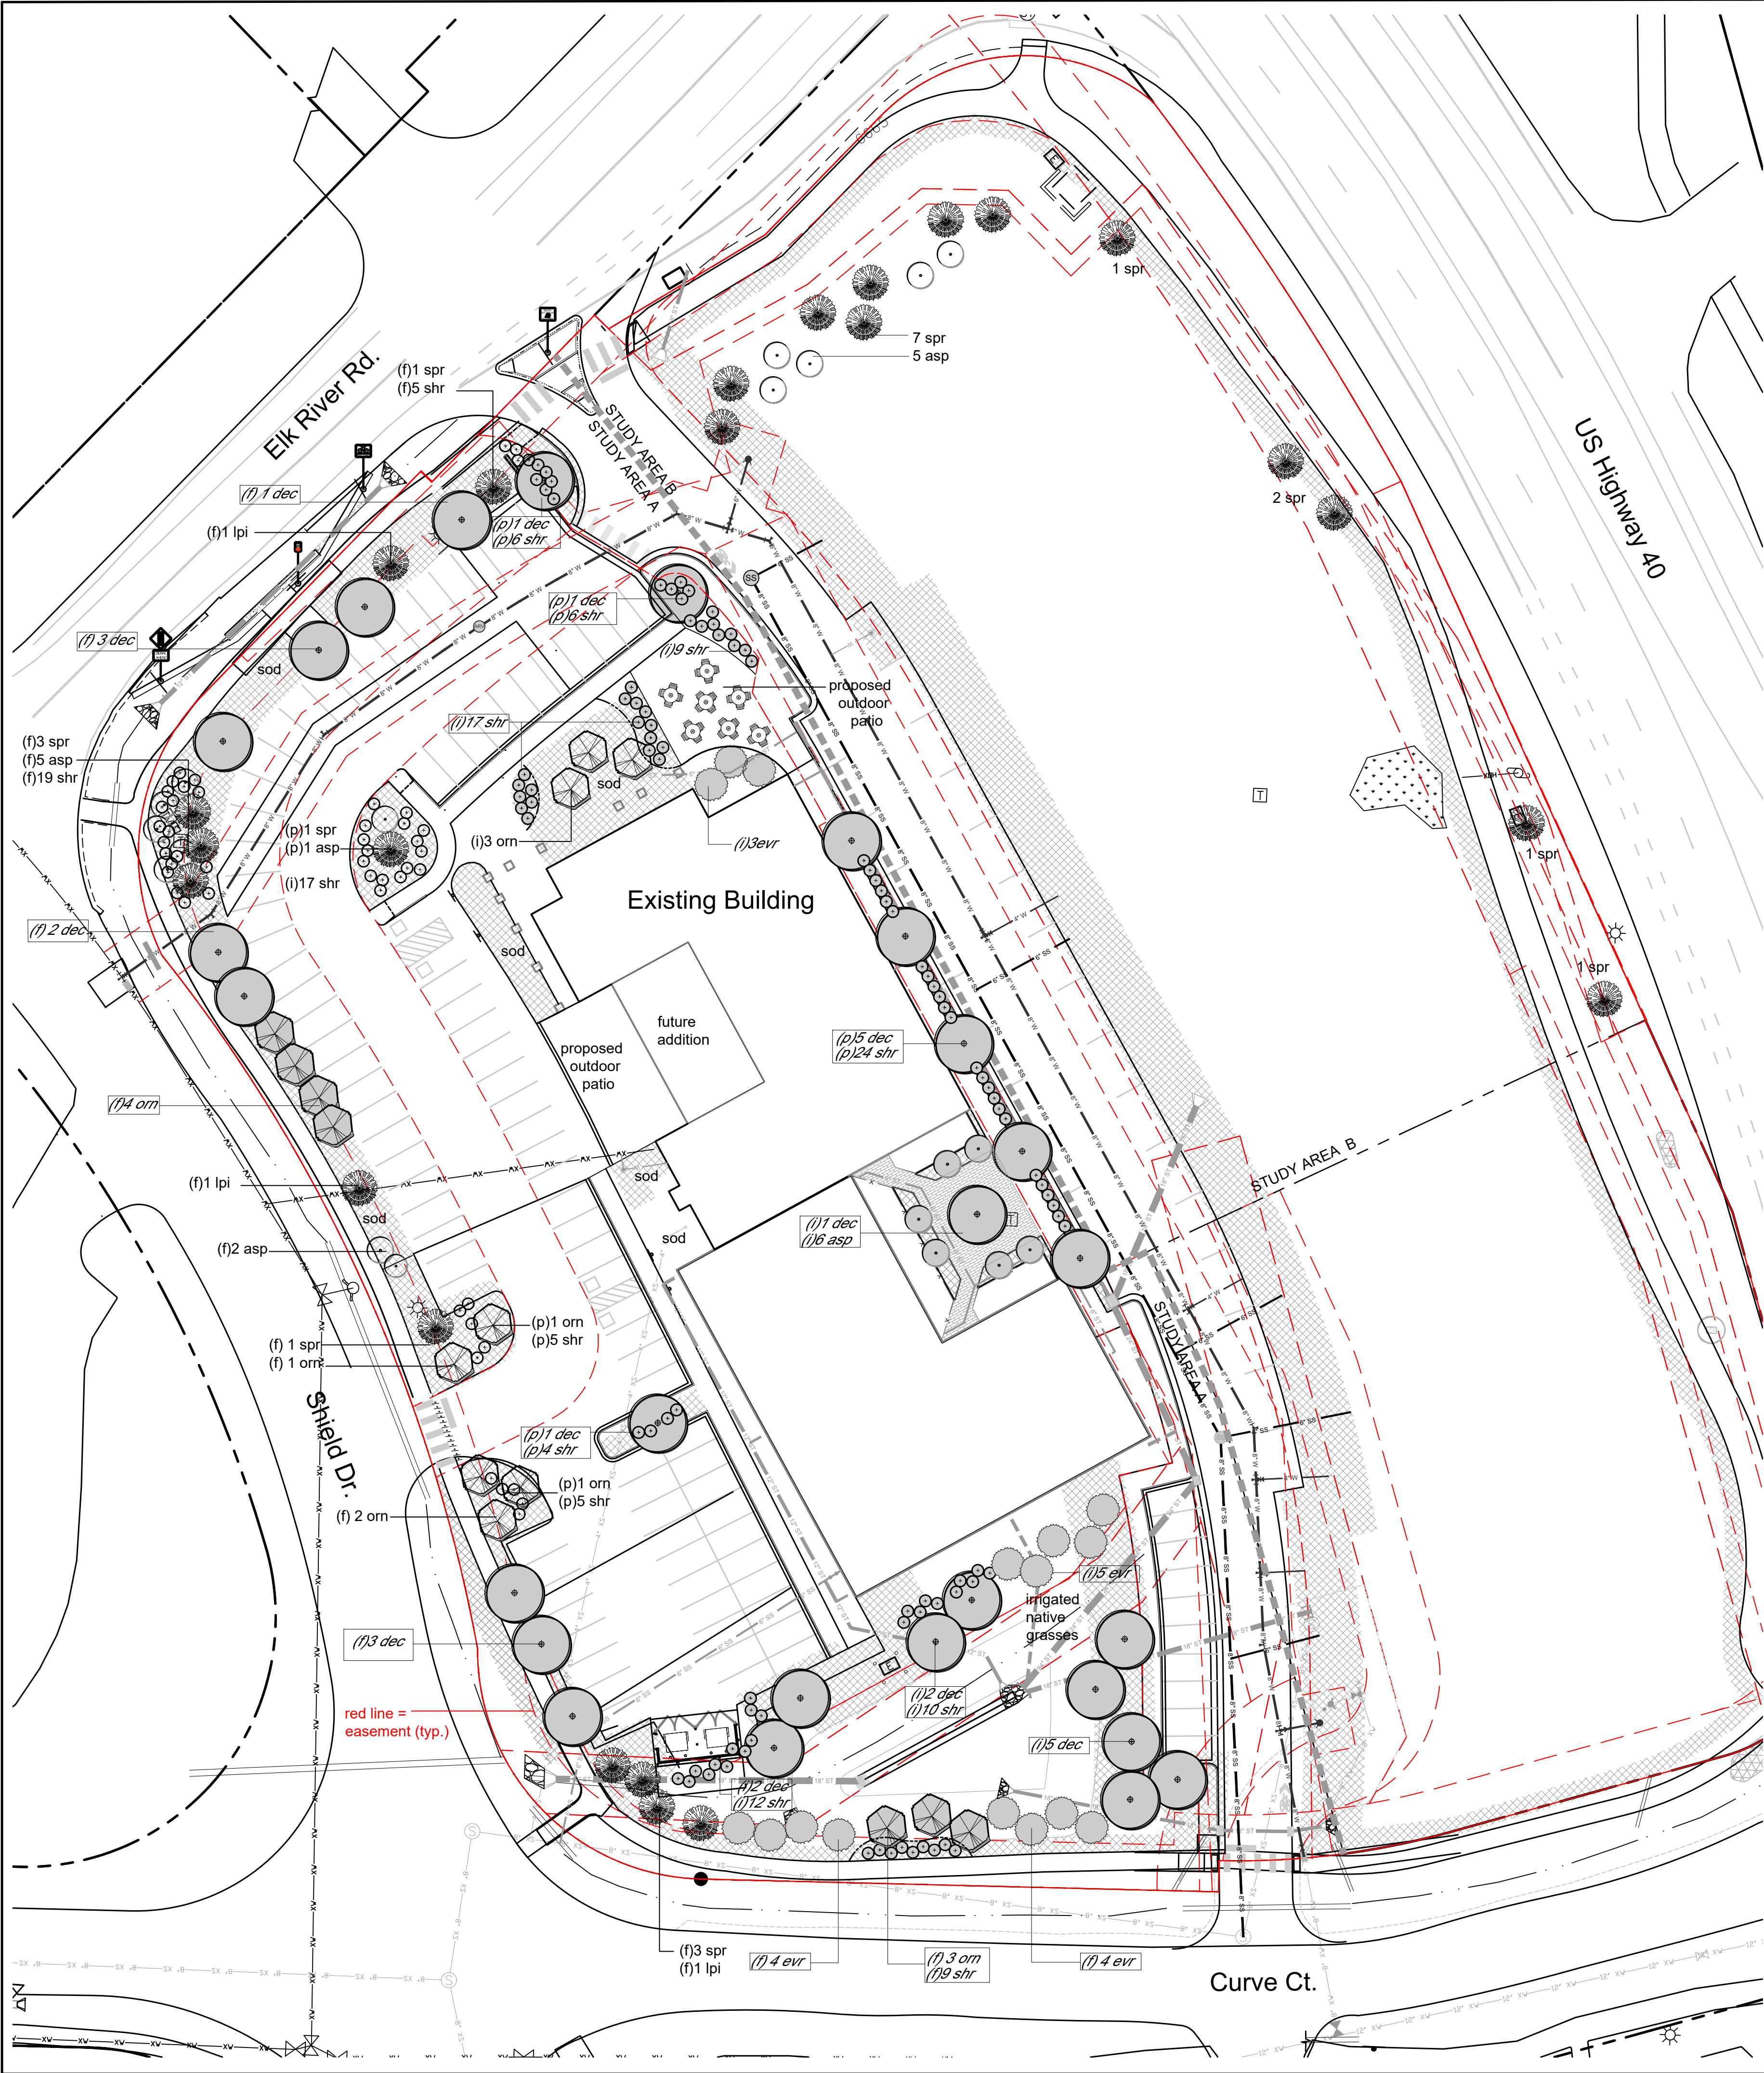 Elk River Rd.
US Highway 40
1 spr
7 spr
5 asp
(f)1 spr
(f)5 shr
STUDY AREA B
STUDY AREA A
(f) 1 dec
2 spr
(f)1 lpi
(p)1 dec
(p)6 shr
SS
(p)1 dec
(p)6 shr
(f) 3 dec
sod
(i)9 shr
proposed
outdoor
patio
(i)17 shr
(f)3 spr
(f)5 asp
(f)19 shr
sod
T
(p)1 spr
(p)1 asp
(i)3 orn
(i)3evr
1 spr
(i)17 shr
Existing Building
(f) 2 dec
sod
1 spr
future
addition
proposed
outdoor
patio
(p)5 dec
(p)24 shr
(f)4 orn
STUDY AREA B
sod
(f)1 lpi
sod
(i)1 dec
(i)6 asp
sod
(f)2 asp
(p)1 orn
(p)5 shr
(f) 1 spr
(f) 1 orn
STUDY AREA A
Shield Dr.
(p)1 dec
(p)4 shr
(p)1 orn
(p)5 shr
(f) 2 orn
(i)5 evr
irrigated
native
grasses
(f)3 dec
(i)2 dec
(i)10 shr
red line =
easement (typ.)
(i)5 dec
(i)2 dec
(i)12 shr
(f)3 spr
(f)1 lpi
(f) 4 evr
(f) 3 orn
(f)9 shr
(f) 4 evr
Curve Ct.